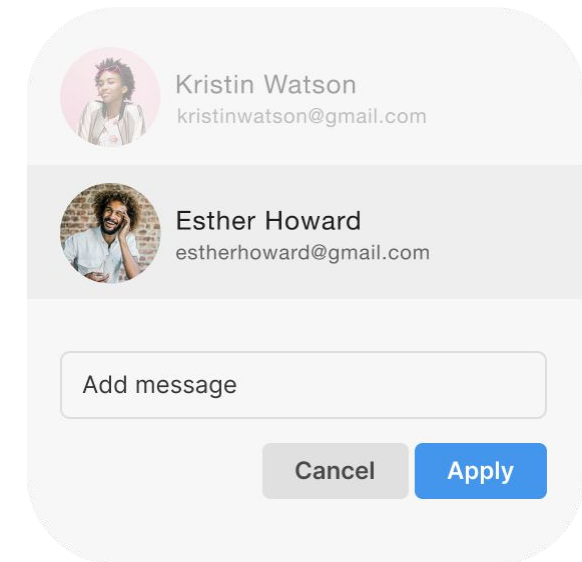 Kristin Watson
kristinwatson@gmail.com
Esther Howard
estherhoward@gmail.com
Add message
Cancel
Apply